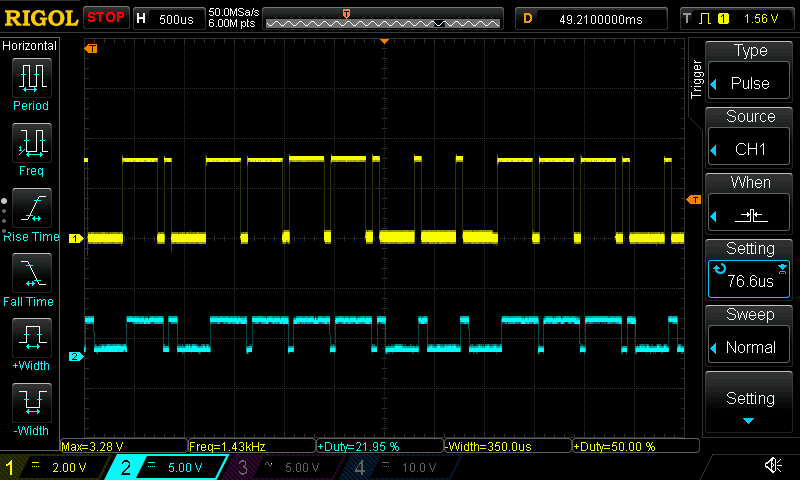 RIGOL STOP H 500us 50.0MSa/s D 49.2100000ms T 1 1.56 V
6.00M pts
T
Horizontal
Period
Freq
Rise Time
Fall Time
+Width
-Width
T
1
2
T
Trigger
Type
Pulse
Source
CH1
When
Setting
76.6us
Sweep
Normal
Setting
Max=3.28 V Freq=1.43kHz +Duty=21.95 % -Width=350.0us +Duty=50.00 %
1 2.00 V 2 5.00 V 3 5.00 V 4 10.0 V